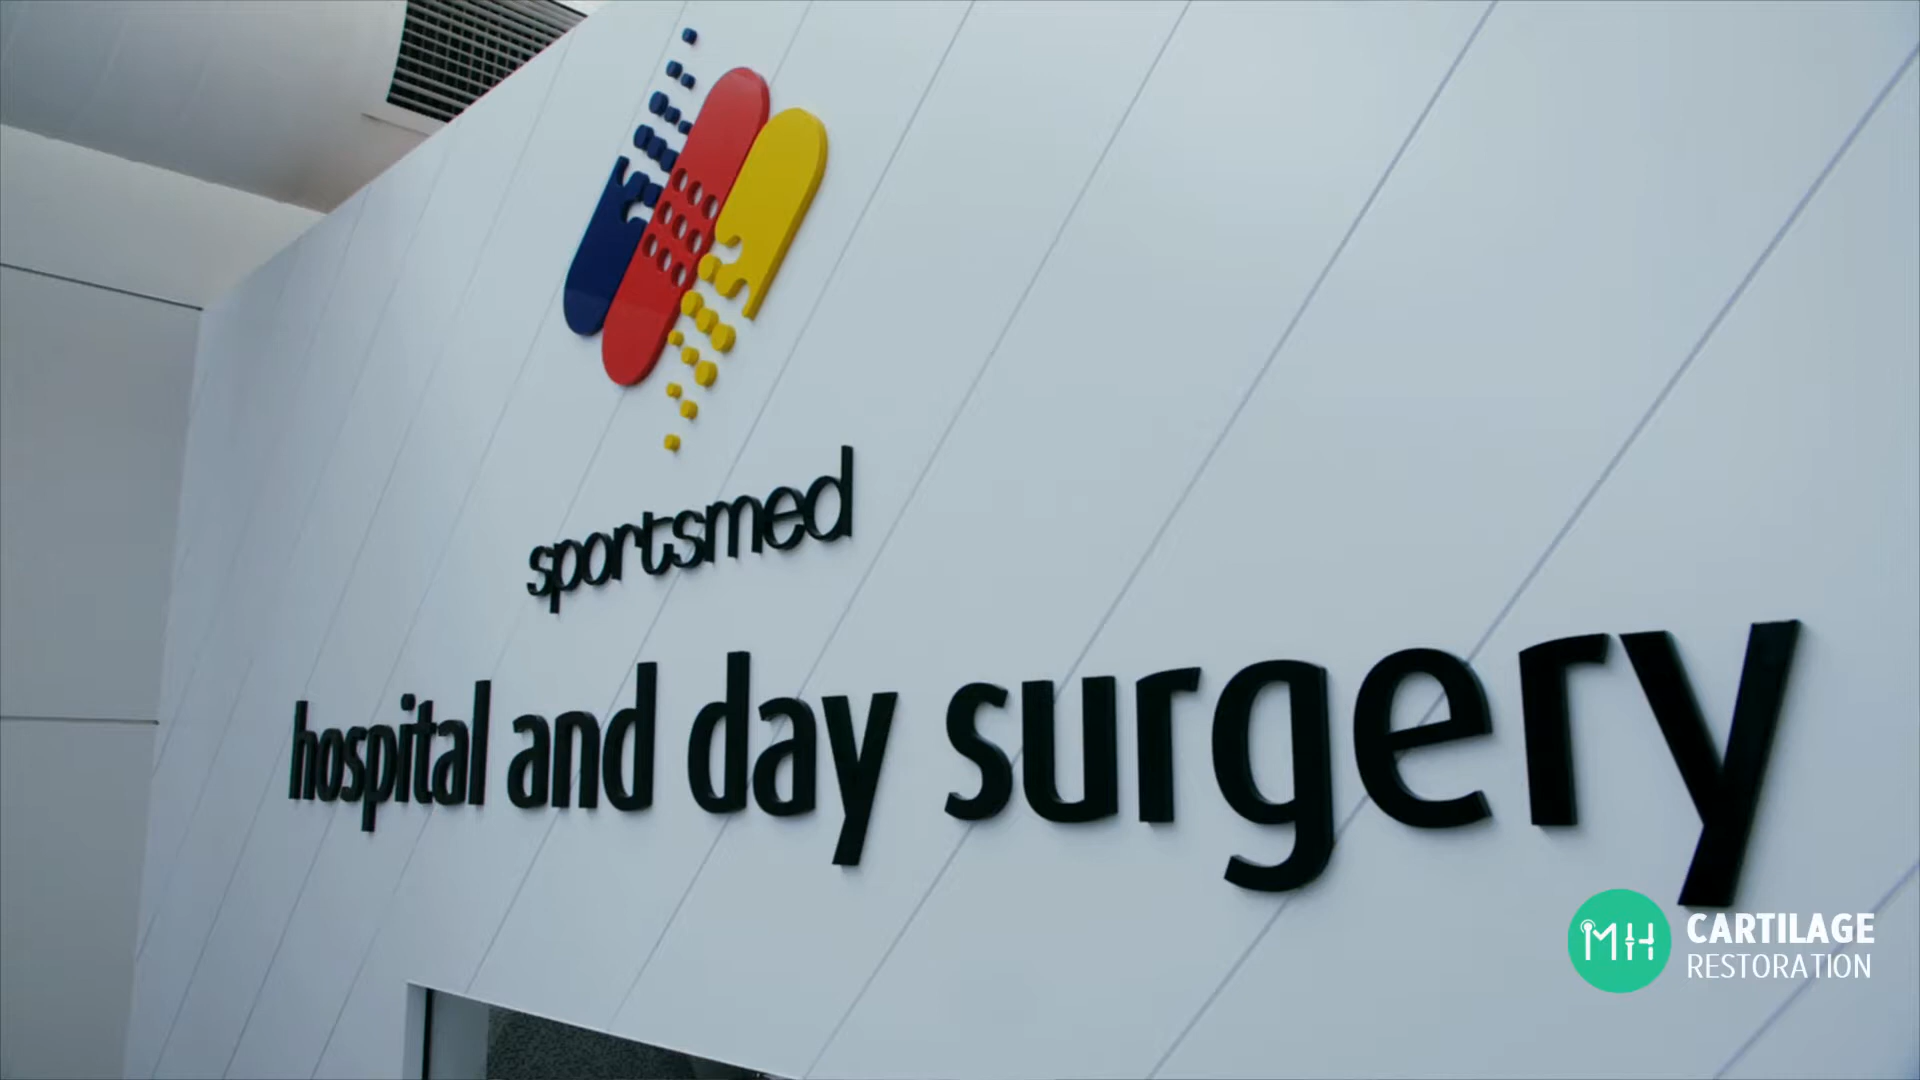 sportsmed
hospital and day surgery
MH
CARTILAGE
RESTORATION